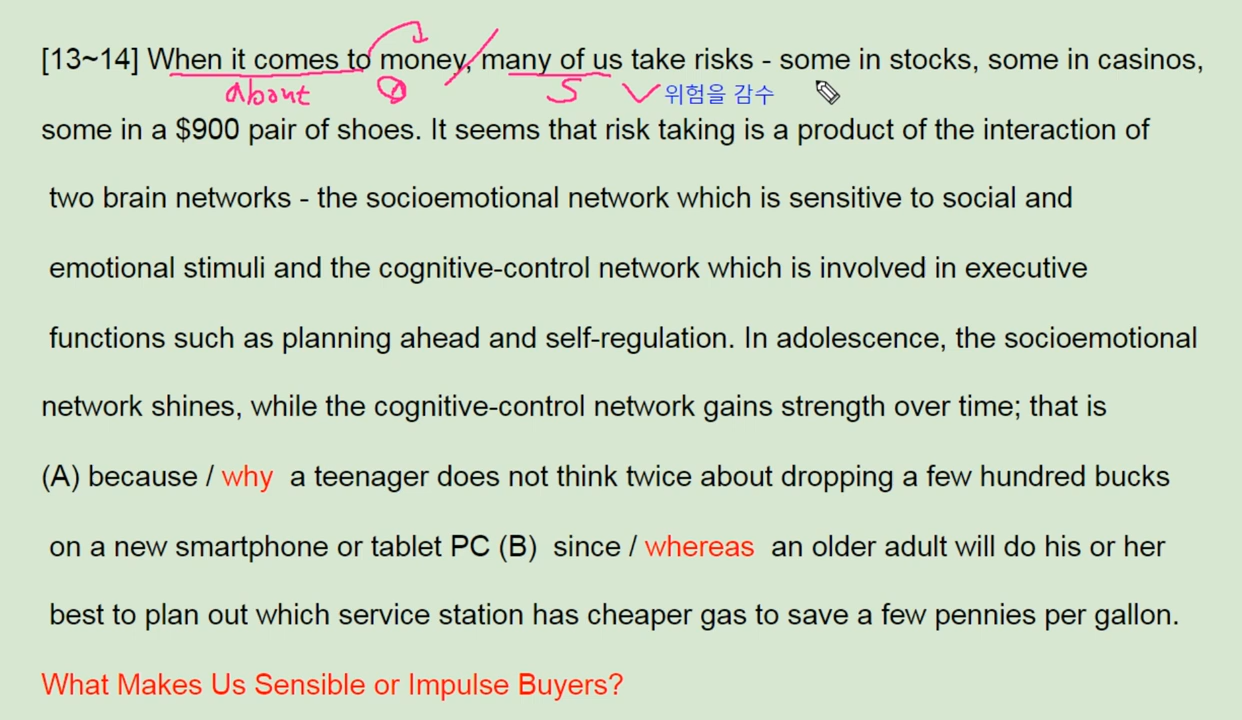 [13~14] When it comes to money, many of us take risks - some in stocks, some in casinos,
about S V 위험을 감수
some in a $900 pair of shoes. It seems that risk taking is a product of the interaction of
two brain networks - the socioemotional network which is sensitive to social and
emotional stimuli and the cognitive-control network which is involved in executive
functions such as planning ahead and self-regulation. In adolescence, the socioemotional
network shines, while the cognitive-control network gains strength over time; that is
(A) because / why a teenager does not think twice about dropping a few hundred bucks
on a new smartphone or tablet PC (B) since / whereas an older adult will do his or her
best to plan out which service station has cheaper gas to save a few pennies per gallon.
What Makes Us Sensible or Impulse Buyers?